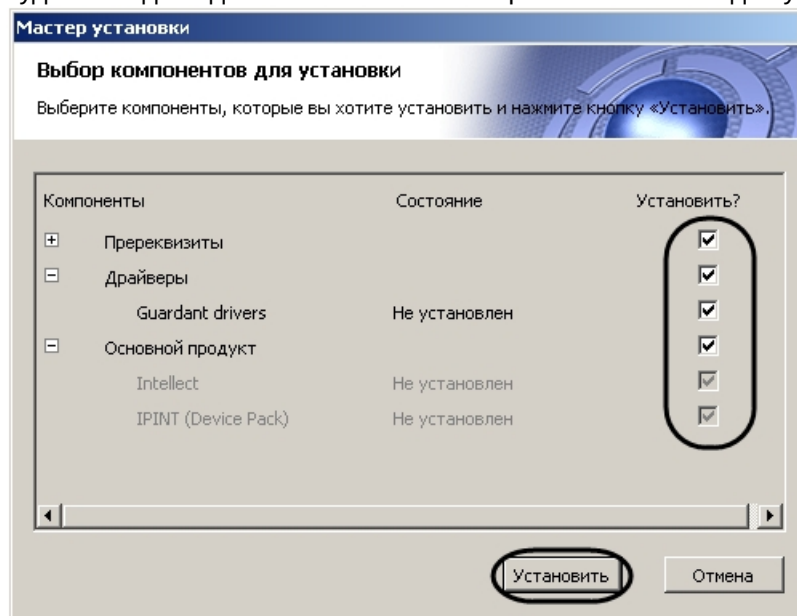 Мастер установки
Выбор компонентов для установки
Выберите компоненты, которые вы хотите установить и нажмите кнопку «Установить».
Компоненты Состояние Установить?
Пререквизиты
Драйверы
Guardant drivers Не установлен
Основной продукт
Intellect Не установлен
IPINT (Device Pack) Не установлен
Установить Отмена